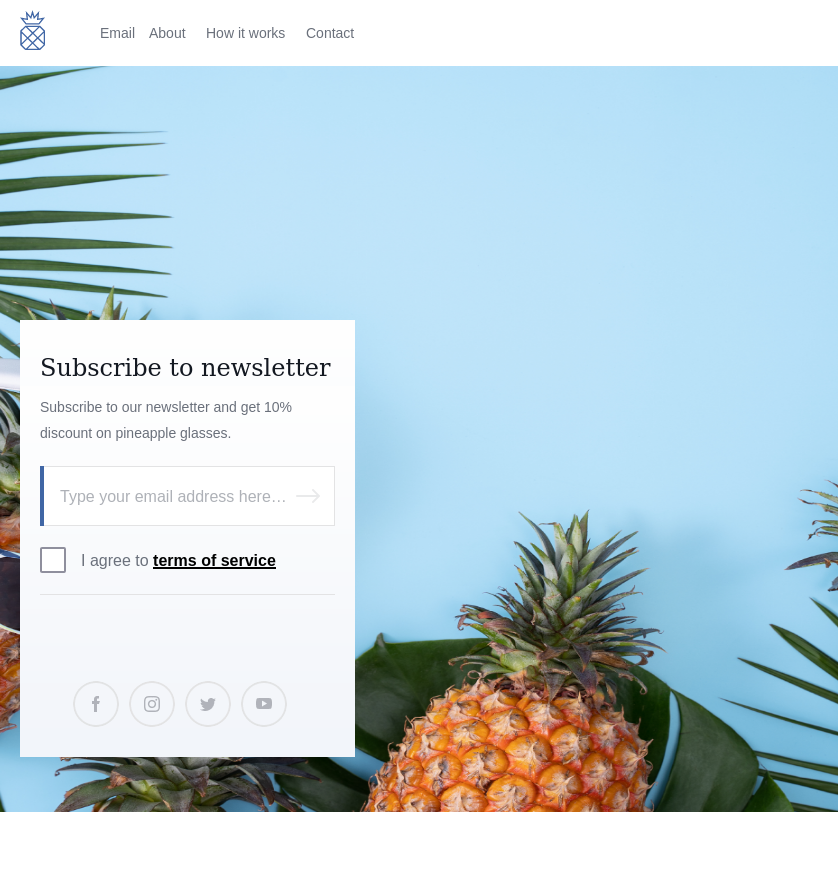 Email About How it works Contact
Subscribe to newsletter
Subscribe to our newsletter and get 10%
discount on pineapple glasses.
Type your email address here…
I agree to terms of service